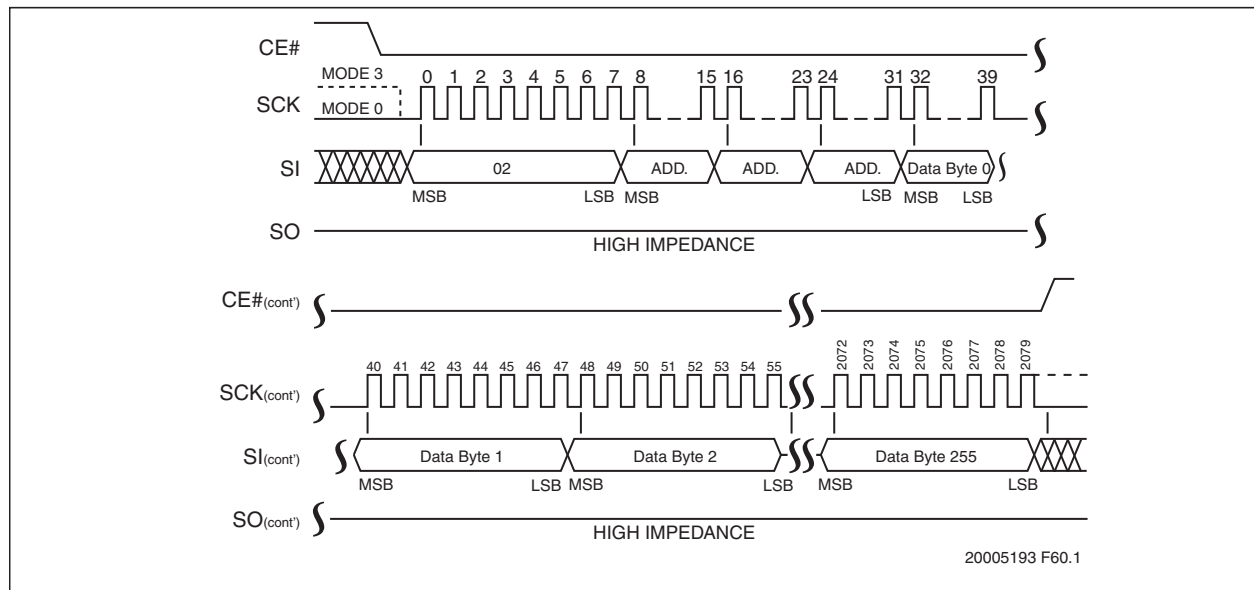 CE#
MODE 3
0 1 2 3 4 5 6 7 8 15 16 23 24 31 32 39
SCK
MODE 0
SI
02 ADD. ADD. ADD. Data Byte 0
MSB LSB MSB LSB MSB LSB
SO
HIGH IMPEDANCE
CE#(cont')
40 41 42 43 44 45 46 47 48 49 50 51 52 53 54 55 2072 2073 2074 2075 2076 2077 2078 2079
SCK(cont')
SI(cont')
Data Byte 1 Data Byte 2 Data Byte 255
MSB LSB MSB LSB MSB LSB
SO(cont')
HIGH IMPEDANCE
20005193 F60.1